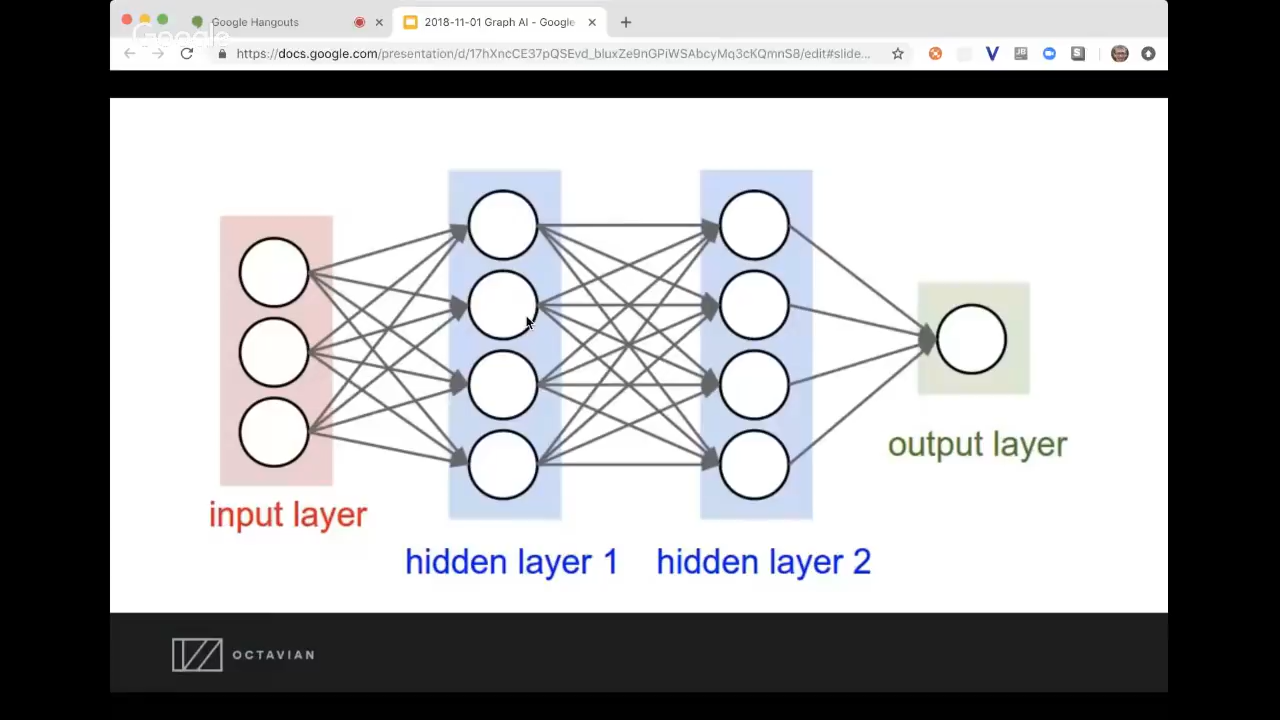 Google Hangouts
2018-11-01 Graph AI - Google
Google
https://docs.google.com/presentation/d/17hXncCE37pQSEvd_bluxZe9nGPiWSAbcyMq3cKQmnS8/edit#slide...
input layer
hidden layer 1
hidden layer 2
output layer
OCTAVIAN